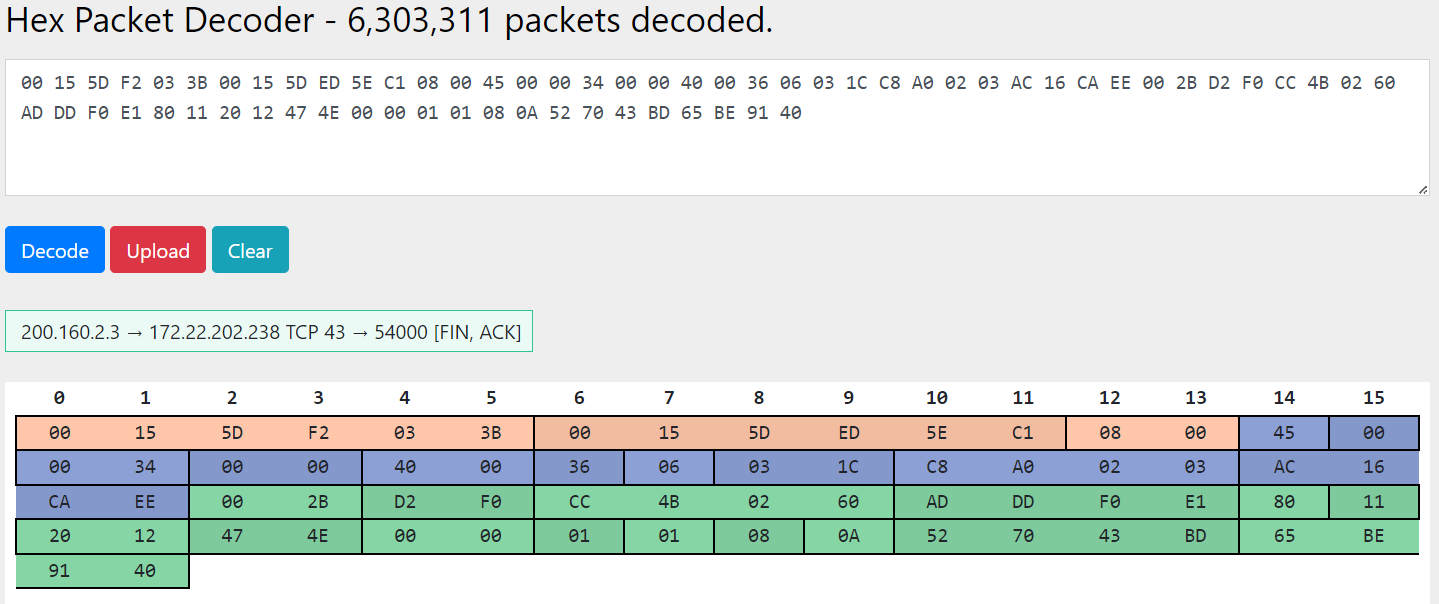 Hex Packet Decoder - 6,303,311 packets decoded.
00 15 5D F2 03 3B 00 15 5D ED 5E C1 08 00 45 00 00 34 00 00 40 00 36 06 03 1C C8 A0 02 03 AC 16 CA EE 00 2B D2 F0 CC 4B 02 60
AD DD F0 E1 80 11 20 12 47 4E 00 00 01 01 08 0A 52 70 43 BD 65 BE 91 40
Decode Upload Clear
200.160.2.3 → 172.22.202.238 TCP 43 → 54000 [FIN, ACK]
0 1 2 3 4 5 6 7 8 9 10 11 12 13 14 15
00 15 5D F2 03 3B 00 15 5D ED 5E C1 08 00 45 00
00 34 00 00 40 00 36 06 03 1C C8 A0 02 03 AC 16
CA EE 00 2B D2 F0 CC 4B 02 60 AD DD F0 E1 80 11
20 12 47 4E 00 00 01 01 08 0A 52 70 43 BD 65 BE
91 40